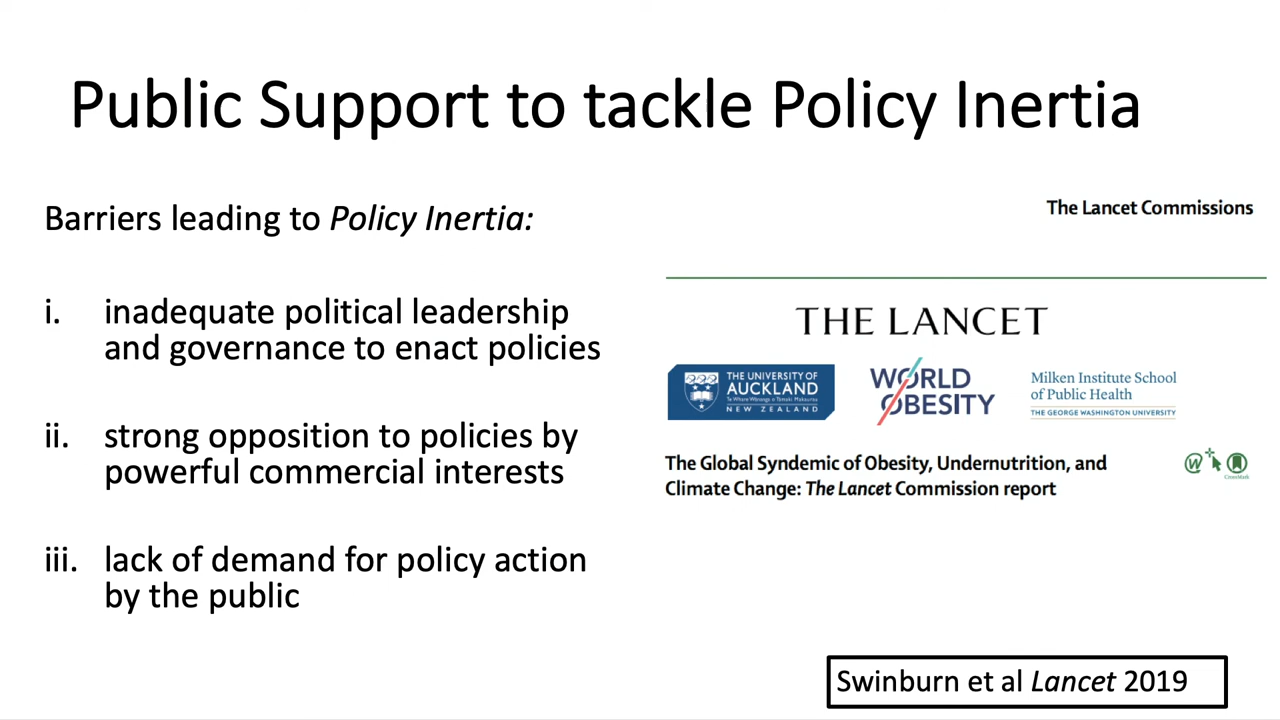 Public Support to tackle Policy Inertia
Barriers leading to Policy Inertia:
i. inadequate political leadership
and governance to enact policies
ii. strong opposition to policies by
powerful commercial interests
iii. lack of demand for policy action
by the public
The Lancet Commissions
THE LANCET
THE UNIVERSITY OF
AUCKLAND
NEW ZEALAND
WORLD
OBESITY
Milken Institute School
of Public Health
THE GEORGE WASHINGTON UNIVERSITY
The Global Syndemic of Obesity, Undernutrition, and
Climate Change: The Lancet Commission report
CrossMark
Swinburn et al Lancet 2019